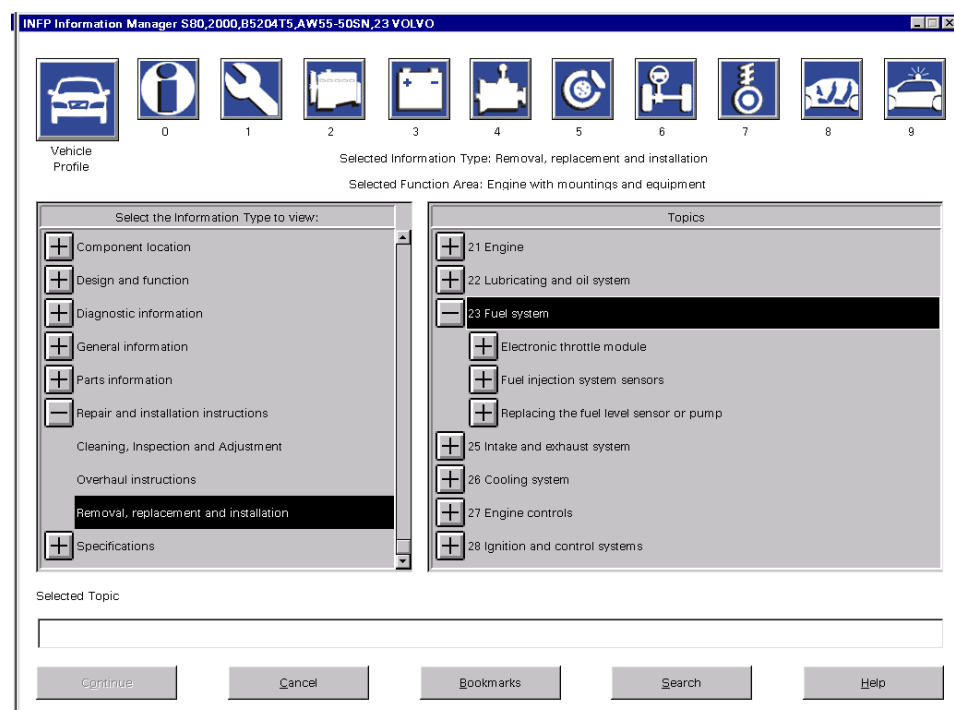 INFP Information Manager S80,2000,B5204T5,AW55-50SN,23 VOLVO
0 1 2 3 4 5 6 7 8 9
Vehicle
Profile
Selected Information Type: Removal, replacement and installation
Selected Function Area: Engine with mountings and equipment
Select the Information Type to view:
Component location
Design and function
Diagnostic information
General information
Parts information
Repair and installation instructions
Cleaning, Inspection and Adjustment
Overhaul instructions
Removal, replacement and installation
Specifications
Topics
21 Engine
22 Lubricating and oil system
23 Fuel system
Electronic throttle module
Fuel injection system sensors
Replacing the fuel level sensor or pump
25 Intake and exhaust system
26 Cooling system
27 Engine controls
28 Ignition and control systems
Selected Topic
Continue Cancel Bookmarks Search Help